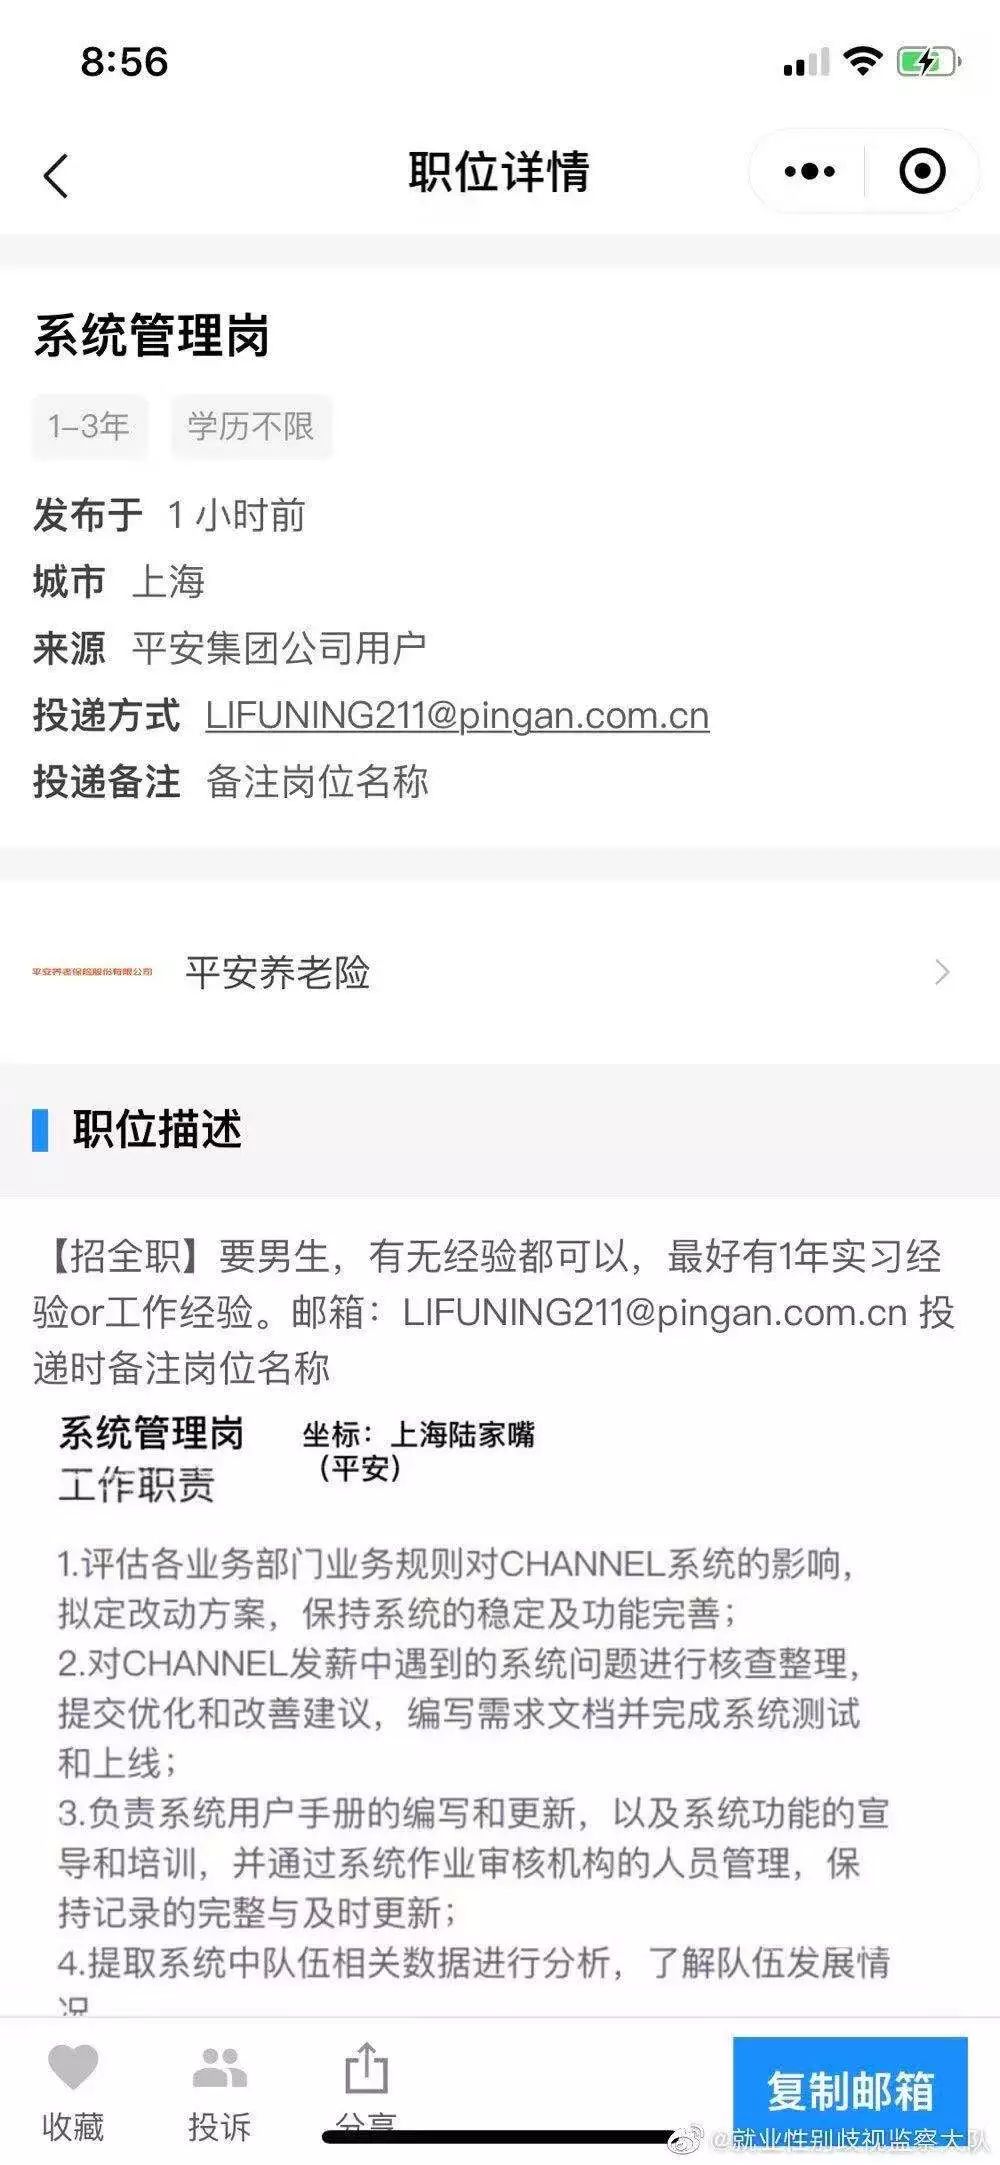 8:56
职位详情
系统管理岗
1-3年 学历不限
发布于 1 小时前
城市 上海
来源 平安集团公司用户
投递方式 LIFUNING211@pingan.com.cn
投递备注 备注岗位名称
平安养老保险股份有限公司 平安养老险
职位描述
【招全职】要男生，有无经验都可以，最好有1年实习经
验or工作经验。邮箱：LIFUNING211@pingan.com.cn 投
递时备注岗位名称
系统管理岗 坐标：上海陆家嘴
（平安）
工作职责
1.评估各业务部门业务规则对CHANNEL系统的影响，
拟定改动方案，保持系统的稳定及功能完善；
2.对CHANNEL发薪中遇到的系统问题进行核查整理，
提交优化和改善建议，编写需求文档并完成系统测试
和上线；
3.负责系统用户手册的编写和更新，以及系统功能的宣
导和培训，并通过系统作业审核机构的人员管理，保
持记录的完整与及时更新；
4.提取系统中队伍相关数据进行分析，了解队伍发展情
况
收藏 投诉 分享 复制邮箱
@就业性别歧视监察大队